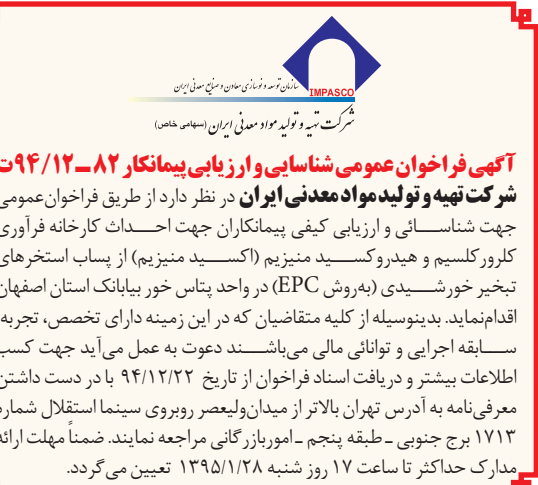 سازمان توسعه و نوسازی معادن و صنایع معدنی ایران
IMPASCO
شرکت تهیه و تولید مواد معدنی ایران (سهامی خاص)
آگهی فراخوان عمومی شناسایی و ارزیابی پیمانکار ۸۲ـ۹۴/۱۲ت
شرکت تهیه و تولید مواد معدنی ایران در نظر دارد از طریق فراخوان عمومی
جهت شناسائی و ارزیابی کیفی پیمانکاران جهت احداث کارخانه فرآوری
کلرورکلسیم و هیدروکسید منیزیم (اکسید منیزیم) از پساب استخرهای
تبخیر خورشیدی (به‌روش EPC) در واحد پتاس خور بیابانک استان اصفهان
اقدام‌نماید. بدینوسیله از کلیه متقاضیان که در این زمینه دارای تخصص، تجربه،
سابقه اجرایی و توانائی مالی می‌باشند دعوت به عمل می‌آید جهت کسب
اطلاعات بیشتر و دریافت اسناد فراخوان از تاریخ ۹۴/۱۲/۲۲ با در دست داشتن
معرفی‌نامه به آدرس تهران بالاتر از میدان‌ولیعصر روبروی سینما استقلال شماره
۱۷۱۳ برج جنوبی ـ طبقه پنجم ـ اموربازرگانی مراجعه نمایند. ضمناً مهلت ارائه
مدارک حداکثر تا ساعت ۱۷ روز شنبه ۱۳۹۵/۱/۲۸ تعیین می‌گردد.